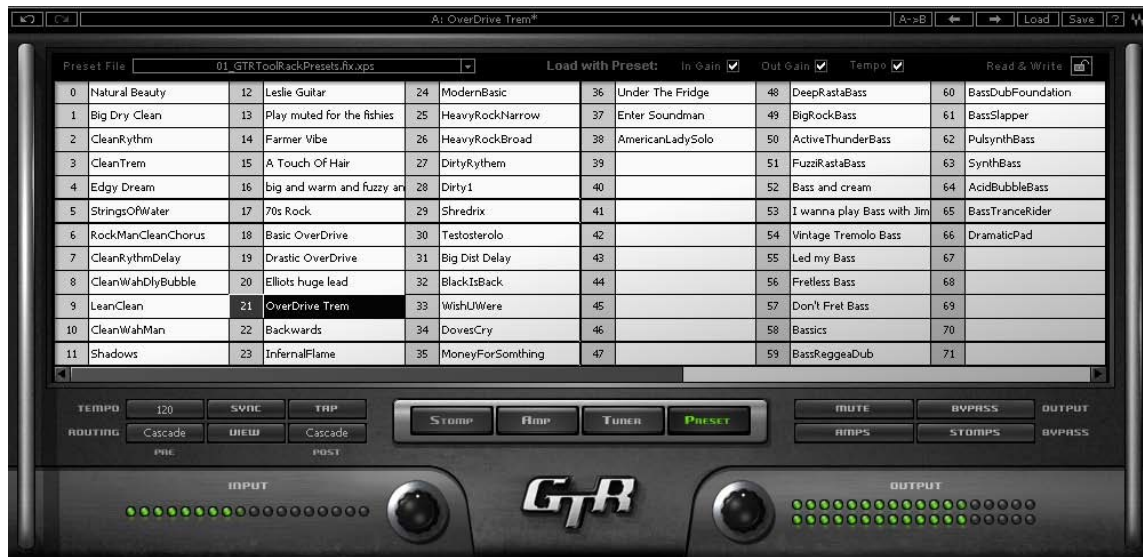 A: OverDrive Trem* A->B Load Save ?
Preset File 01_GTRToolRackPresets.fix.xps Load with Preset: In Gain Out Gain Tempo Read & Write
0 Natural Beauty 12 Leslie Guitar 24 ModernBasic 36 Under The Fridge 48 DeepRastaBass 60 BassDubFoundation
1 Big Dry Clean 13 Play muted for the fishies 25 HeavyRockNarrow 37 Enter Soundman 49 BigRockBass 61 BassSlapper
2 CleanRythm 14 Farmer Vibe 26 HeavyRockBroad 38 AmericanLadySolo 50 ActiveThunderBass 62 PulsynthBass
3 CleanTrem 15 A Touch Of Hair 27 DirtyRythem 39 51 FuzziRastaBass 63 SynthBass
4 Edgy Dream 16 big and warm and fuzzy an 28 Dirty1 40 52 Bass and cream 64 AcidBubbleBass
5 StringsOfWater 17 70s Rock 29 Shredrix 41 53 I wanna play Bass with Jim 65 BassTranceRider
6 RockManCleanChorus 18 Basic OverDrive 30 Testosterolo 42 54 Vintage Tremolo Bass 66 DramaticPad
7 CleanRythmDelay 19 Drastic OverDrive 31 Big Dist Delay 43 55 Led my Bass 67
8 CleanWahDlyBubble 20 Elliots huge lead 32 BlackIsBack 44 56 Fretless Bass 68
9 LeanClean 21 OverDrive Trem 33 WishUWere 45 57 Don't Fret Bass 69
10 CleanWahMan 22 Backwards 34 DovesCry 46 58 Bassics 70
11 Shadows 23 InfernalFlame 35 MoneyForSomthing 47 59 BassReggeaDub 71
TEMPO 120 SYNC TAP Stomp Amp Tuner Preset MUTE BYPASS OUTPUT
ROUTING Cascade VIEW Cascade AMPS STOMPS BYPASS
PRE POST
INPUT GTR OUTPUT